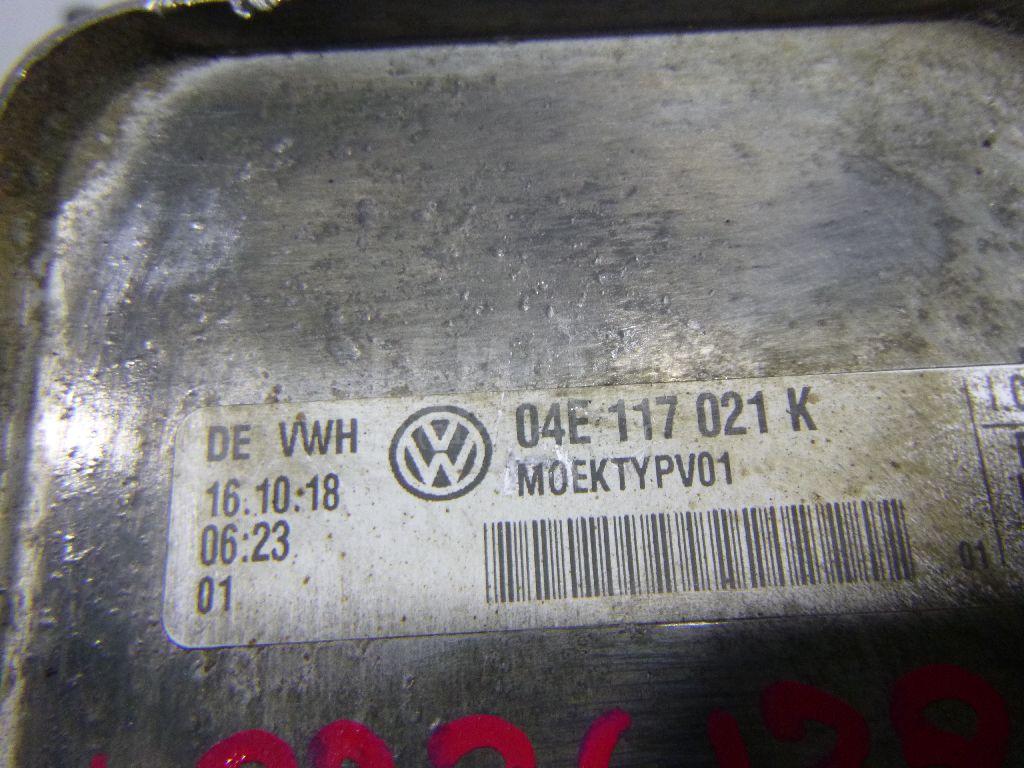 DE VWH
16.10.18
06:23
01
04E 117 021 K
MOEKTYPV01
01